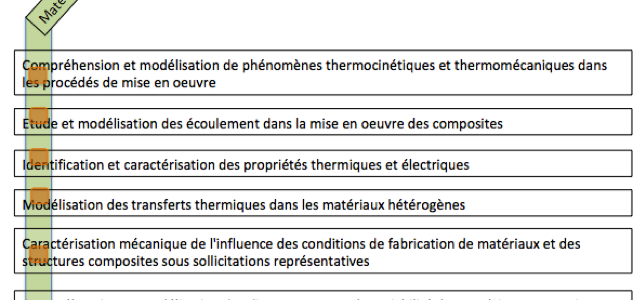 Compréhension et modélisation de phénomènes thermocinétiques et thermomécaniques dans
les procédés de mise en oeuvre
Etude et modélisation des écoulement dans la mise en oeuvre des composites
Identification et caractérisation des propriétés thermiques et électriques
Modélisation des transferts thermiques dans les matériaux hétérogènes
Caractérisation mécanique de l'influence des conditions de fabrication de matériaux et des
structures composites sous sollicitations représentatives